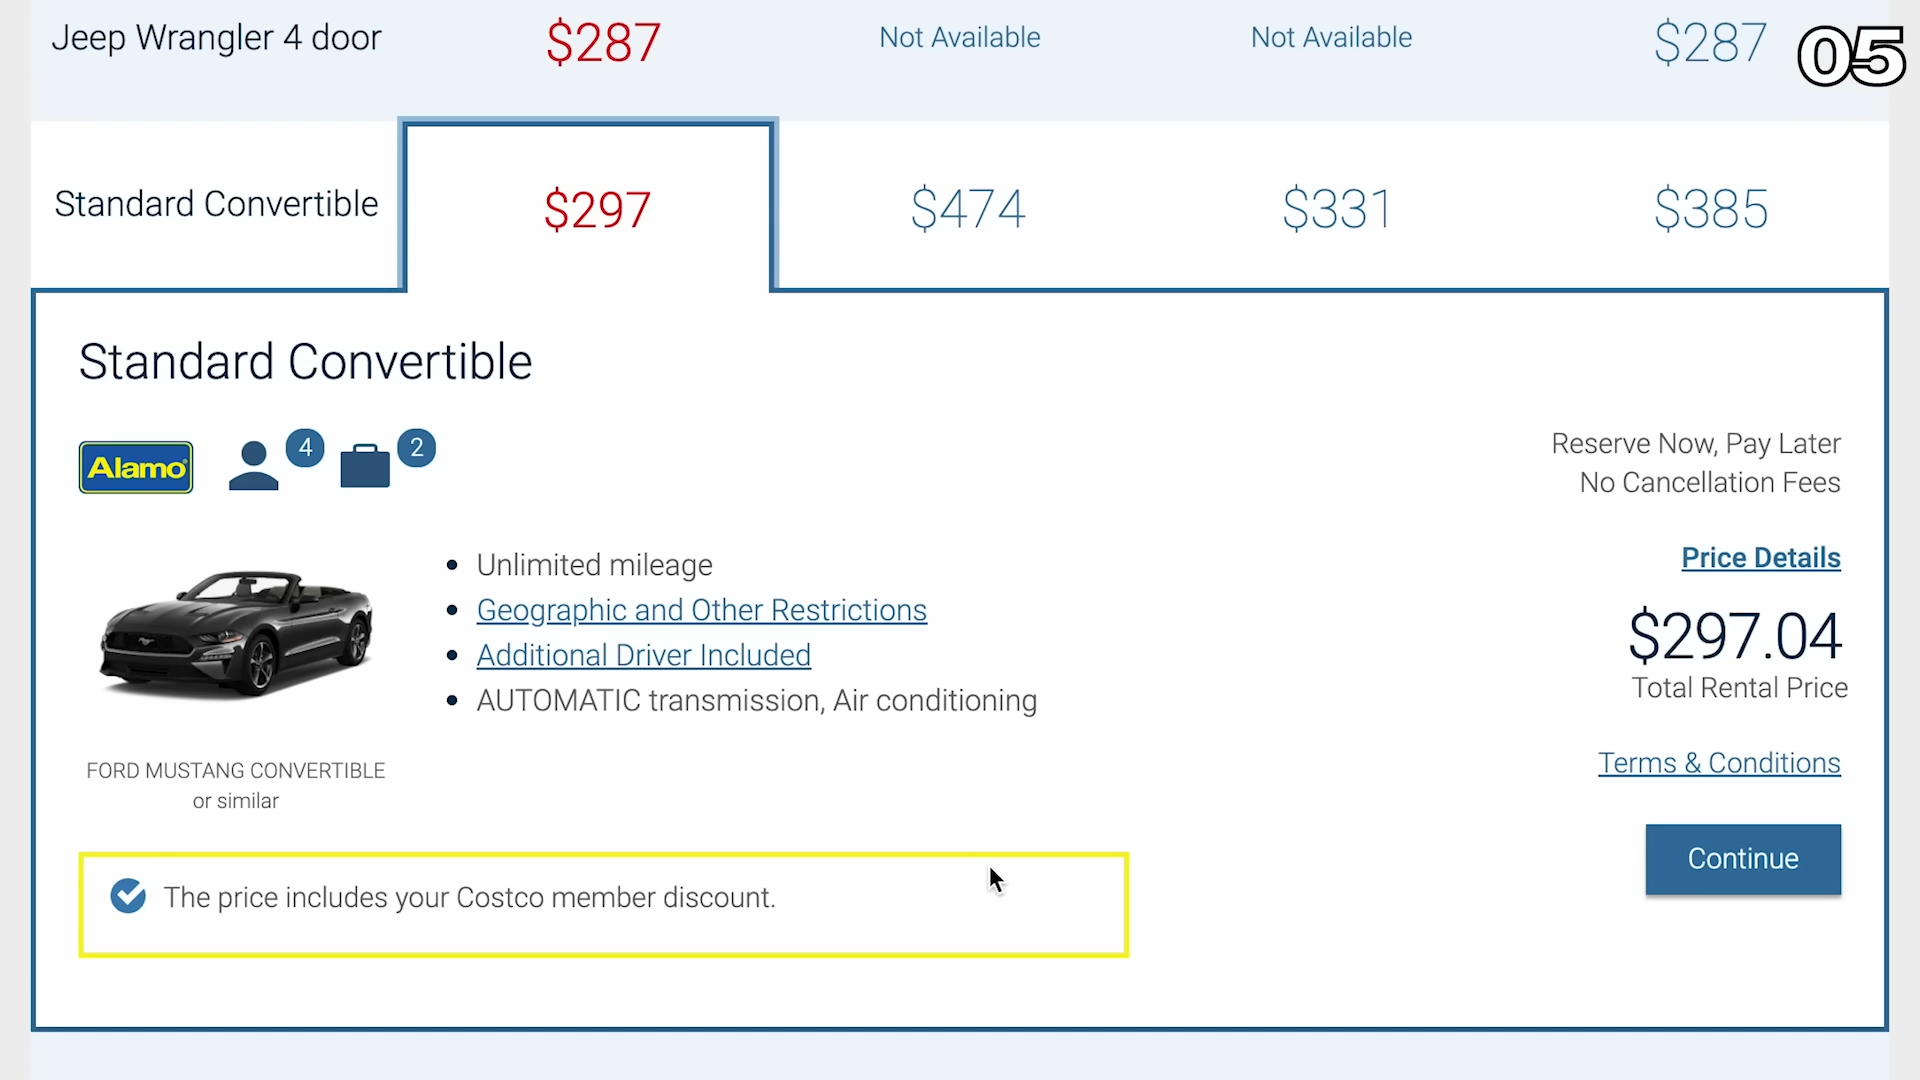 Jeep Wrangler 4 door $287 Not Available Not Available $287 05
Standard Convertible $297 $474 $331 $385
Standard Convertible
Alamo 4 2
Reserve Now, Pay Later
No Cancellation Fees
Unlimited mileage
Geographic and Other Restrictions
Additional Driver Included
AUTOMATIC transmission, Air conditioning
Price Details
$297.04
Total Rental Price
FORD MUSTANG CONVERTIBLE
or similar
Terms & Conditions
Continue
The price includes your Costco member discount.